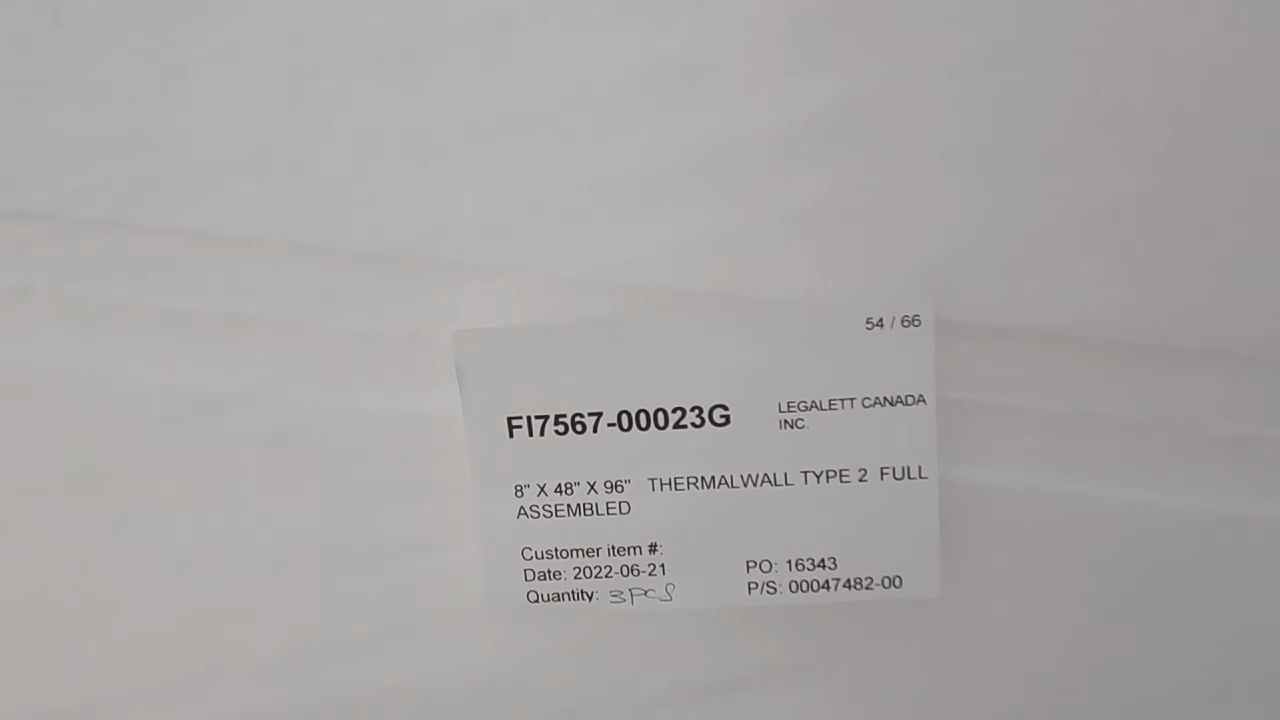 54 / 66
FI7567-00023G
LEGALETT CANADA
INC.
8" X 48" X 96" THERMALWALL TYPE 2 FULL
ASSEMBLED
Customer item #:
Date: 2022-06-21
PO: 16343
Quantity: 3PCS
P/S: 00047482-00